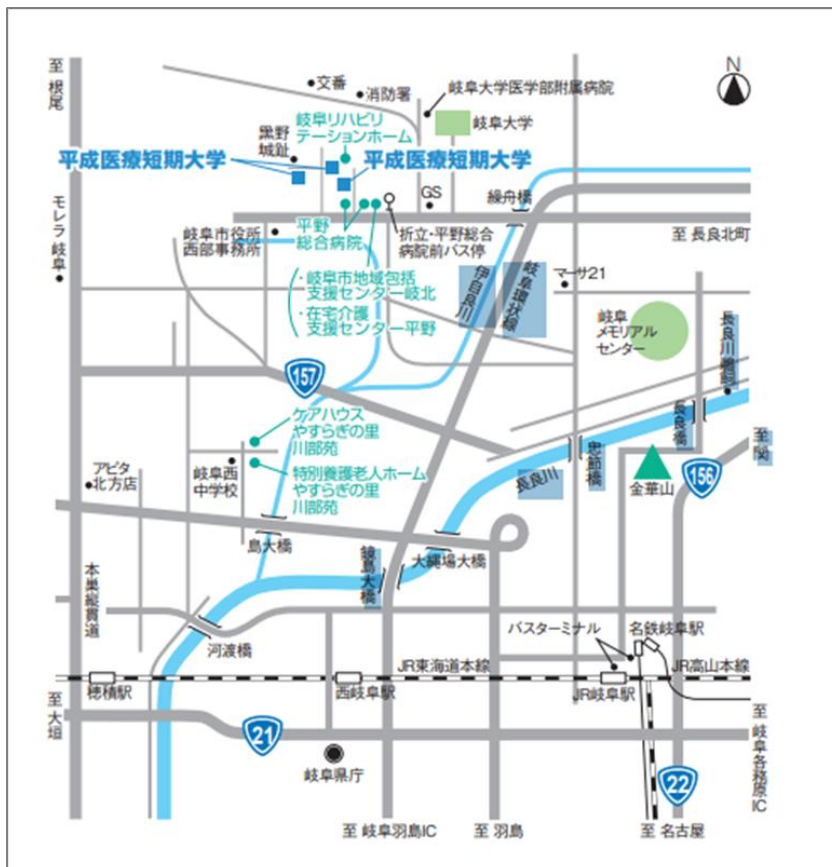 N
至 根尾
交番
消防署
岐阜大学医学部附属病院
岐阜大学
岐阜リハビリ
テーションホーム
黒野
城趾
平成医療短期大学
平成医療短期大学
GS
繰舟橋
モレラ岐阜
岐阜市役所
西部事務所
平野
総合病院
折立・平野総合
病院前バス停
至 長良北町
・岐阜市地域包括
支援センター岐北
・在宅介護
支援センター平野
伊自良川
岐阜環状線
マーサ21
岐阜
メモリアル
センター
157
ケアハウス
やすらぎの里
川部苑
岐阜西
中学校
特別養護老人ホーム
やすらぎの里
川部苑
アピタ
北方店
長良川
忠節橋
長良橋
至 関
金華山
156
島大橋
大縄場大橋
鏡島大橋
本巣縦貫道
河渡橋
バスターミナル
名鉄岐阜駅
JR東海道本線
JR高山本線
穂積駅
西岐阜駅
JR岐阜駅
至 大垣
21
岐阜県庁
22
至 岐阜各務原IC
至 岐阜羽島IC
至 羽島
至 名古屋